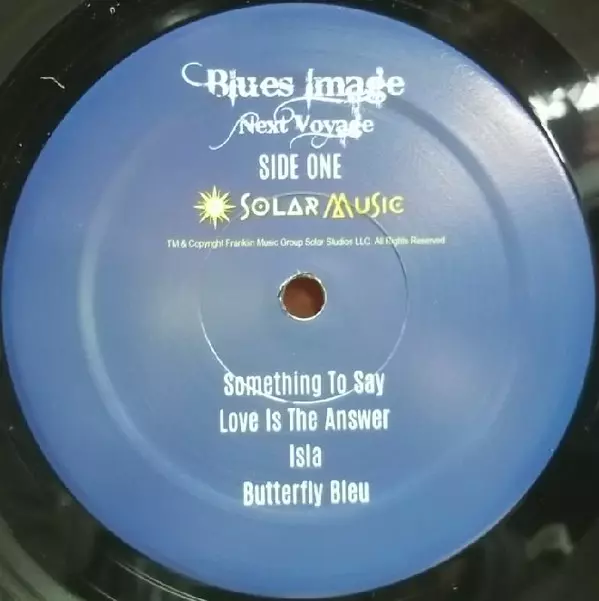 Blues Image
Next Voyage
SIDE ONE
SOLAR MUSIC
TM & Copyright Franklin Music Group Solar Studios LLC. All Rights Reserved
Something To Say
Love Is The Answer
Isla
Butterfly Bleu